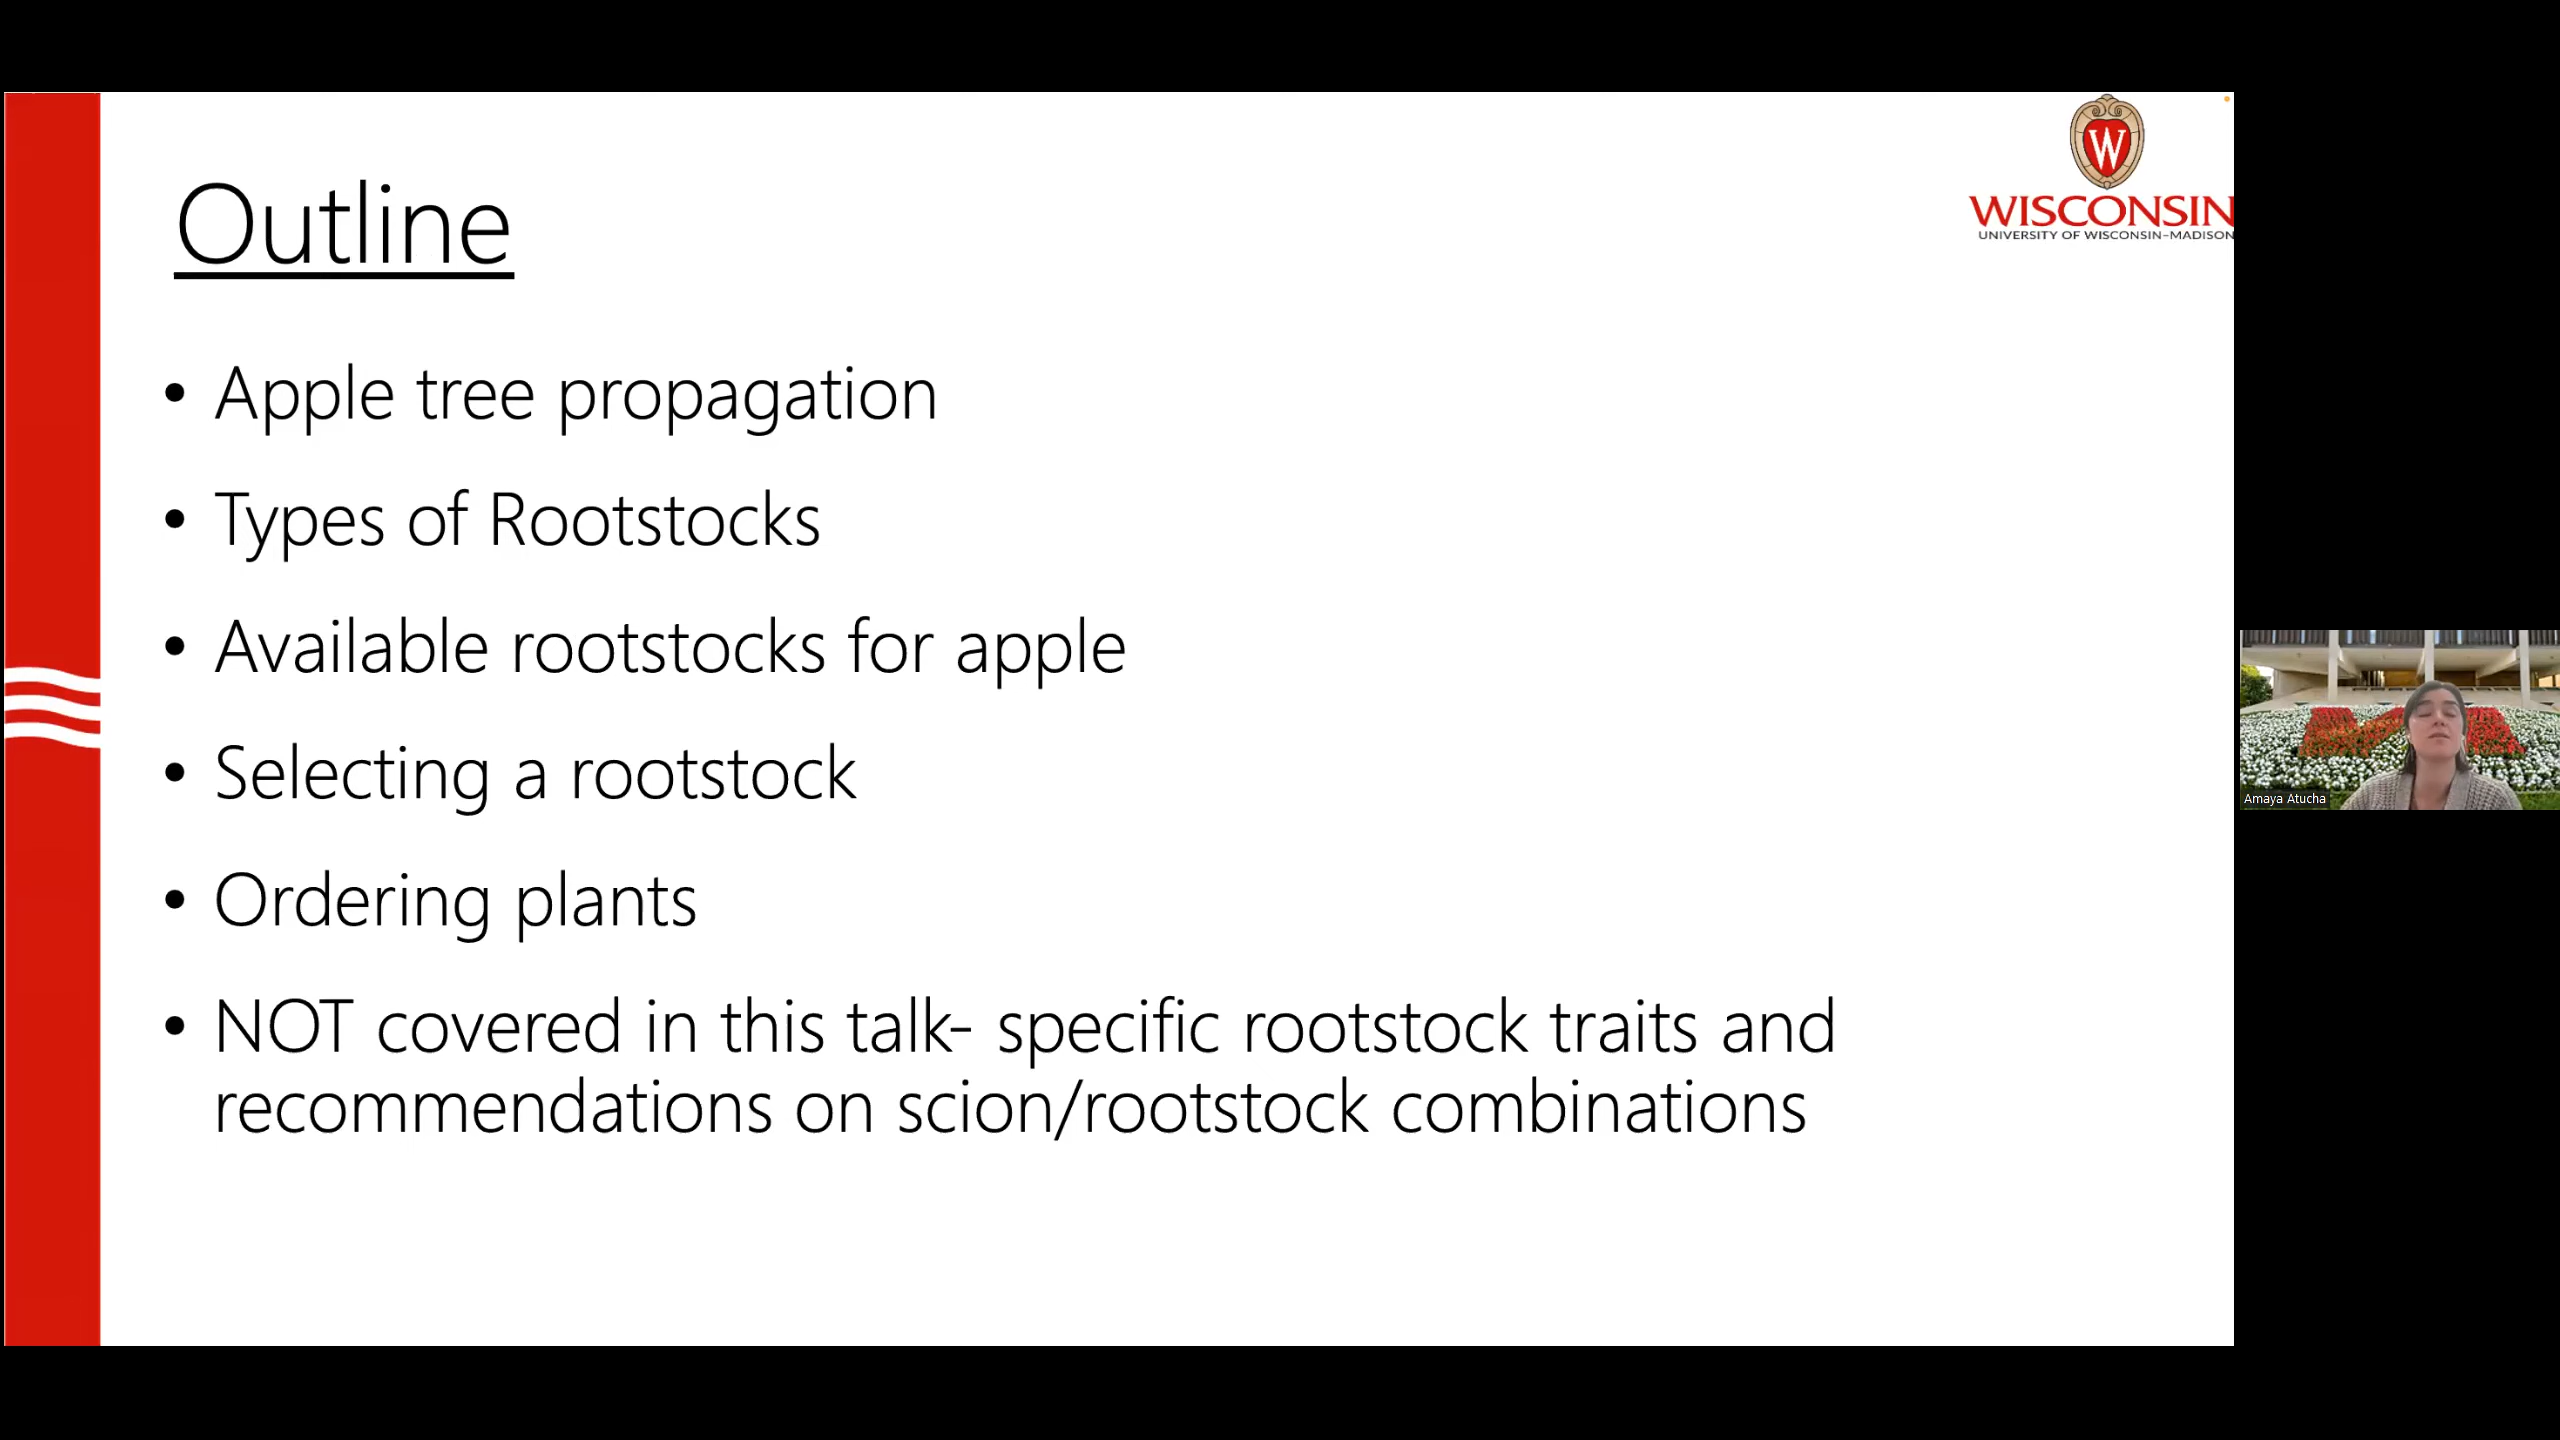 W
WISCONSIN
UNIVERSITY OF WISCONSIN-MADISON
Outline
• Apple tree propagation
• Types of Rootstocks
• Available rootstocks for apple
• Selecting a rootstock
• Ordering plants
• NOT covered in this talk- specific rootstock traits and
recommendations on scion/rootstock combinations
Amaya Atucha